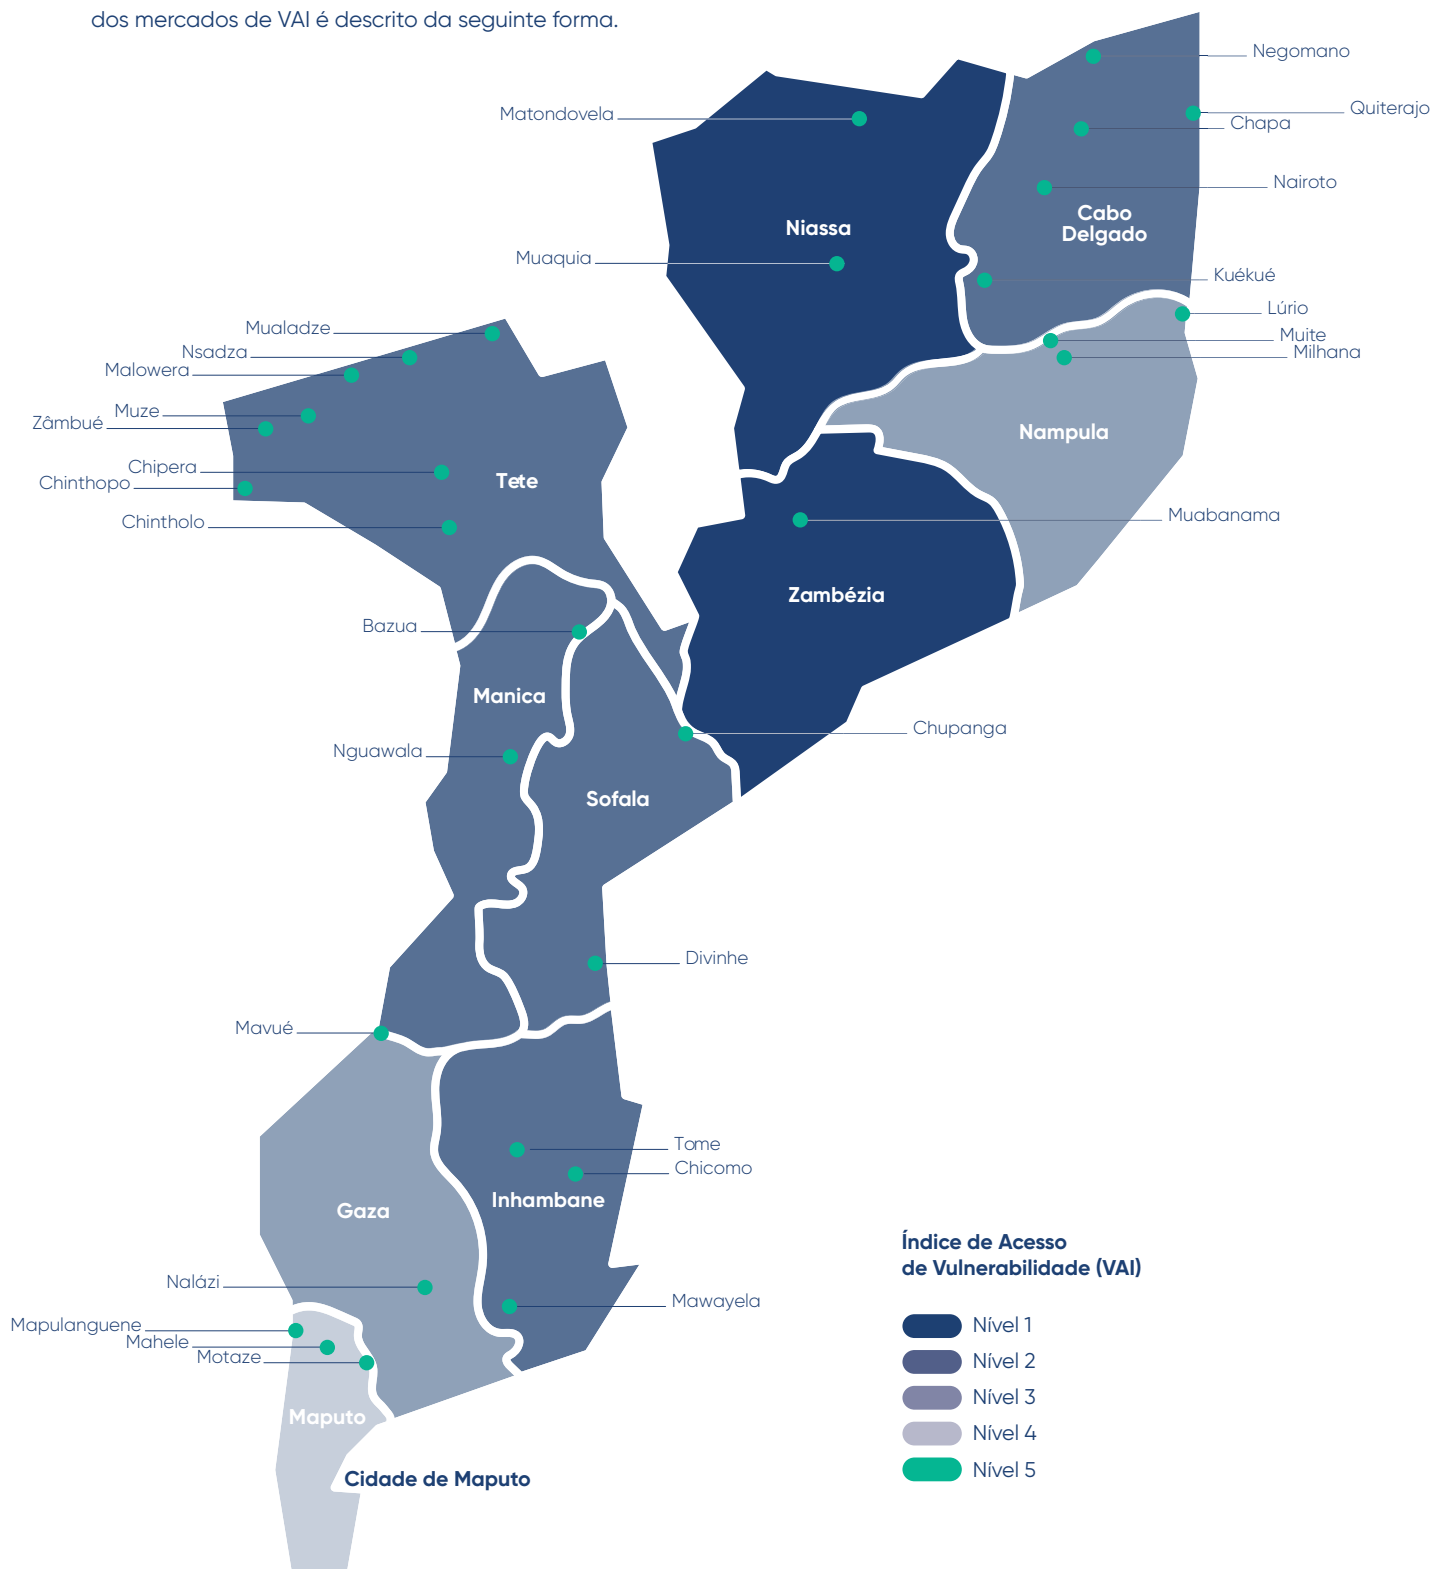 dos mercados de VAI é descrito da seguinte forma.
Negomano
Quiterajo
Matondovela
Chapa
Nairoto
Cabo
Delgado
Niassa
Muaquia
Kuékué
Lúrio
Mualadze
Muite
Nsadza
Milhana
Malowera
Muze
Zâmbué
Nampula
Chipera
Tete
Chinthopo
Muabanama
Chintholo
Zambézia
Bazua
Manica
Chupanga
Nguawala
Sofala
Divinhe
Mavué
Tome
Chicomo
Inhambane
Gaza
Índice de Acesso
de Vulnerabilidade (VAI)
Nalázi
Mawayela
Mapulanguene
Nível 1
Mahele
Motaze
Nível 2
Nível 3
Maputo
Nível 4
Nível 5
Cidade de Maputo